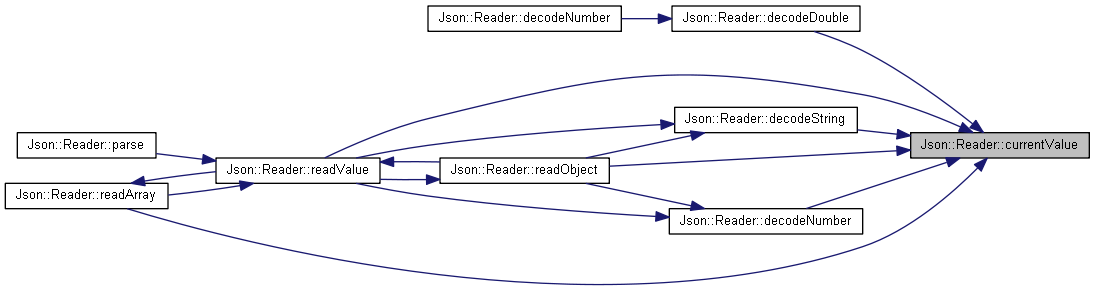 Json::Reader::decodeNumber
Json::Reader::decodeDouble
Json::Reader::decodeString
Json::Reader::parse
Json::Reader::currentValue
Json::Reader::readValue
Json::Reader::readObject
Json::Reader::readArray
Json::Reader::decodeNumber